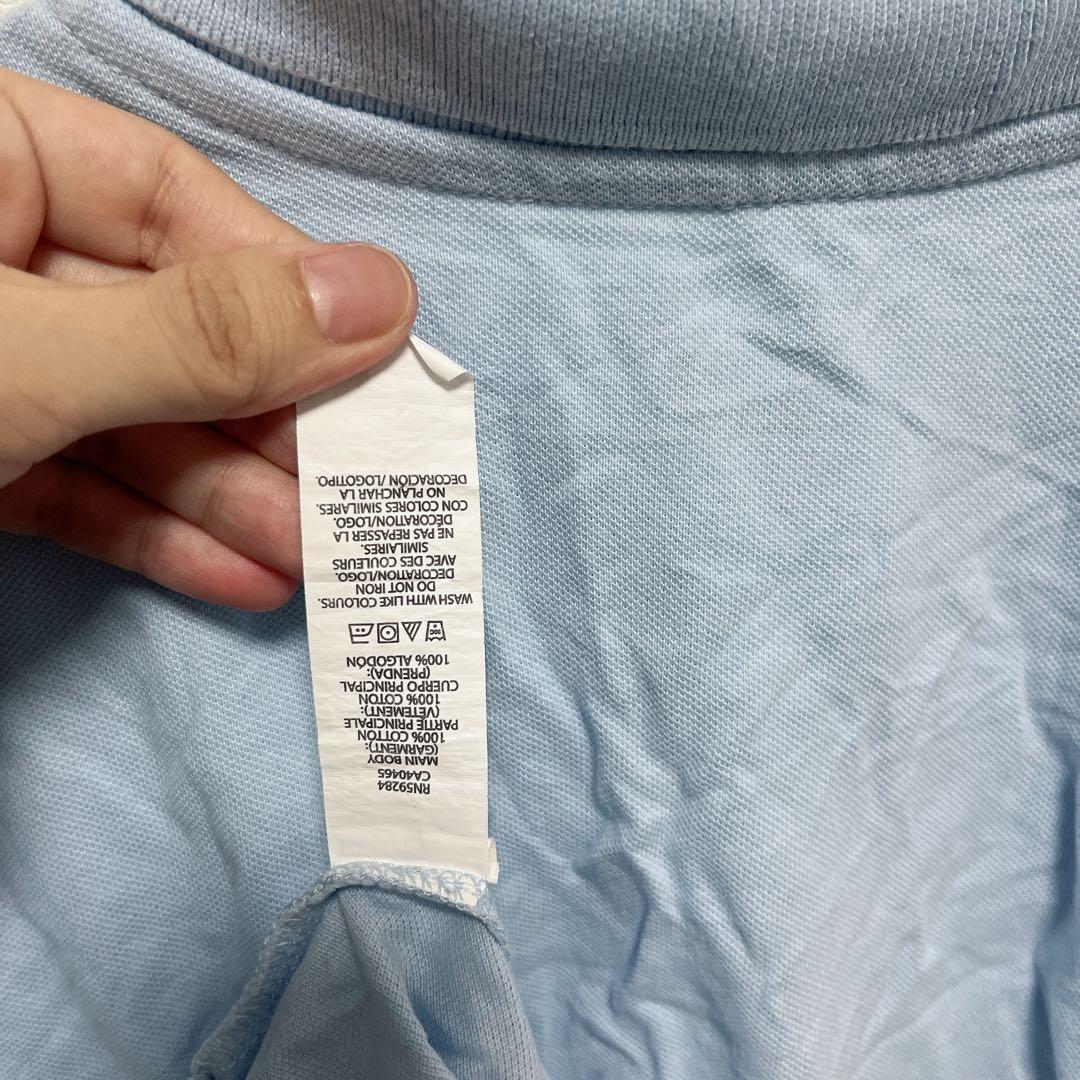 RN59284
CA40465
MAIN BODY
(GARMENT):
100% COTTON
PARTIE PRINCIPALE
(VÉTEMENT):
100% COTON
CUERPO PRINCIPAL
(PRENDA):
100% ALGODÓN
WASH WITH LIKE COLOURS.
DO NOT IRON
DECORATION/LOGO.
AVEC DES COULEURS
SIMILAIRES.
NE PAS REPASSER LA
DÉCORATION/LOGO.
CON COLORES SIMILARES.
NO PLANCHAR LA
DECORACIÓN/LOGOTIPO.